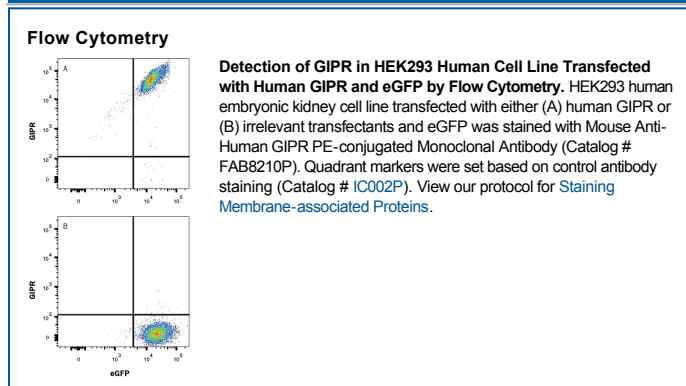 Flow Cytometry
Detection of GIPR in HEK293 Human Cell Line Transfected
with Human GIPR and eGFP by Flow Cytometry. HEK293 human
embryonic kidney cell line transfected with either (A) human GIPR or
(B) irrelevant transfectants and eGFP was stained with Mouse Anti-
Human GIPR PE-conjugated Monoclonal Antibody (Catalog #
FAB8210P). Quadrant markers were set based on control antibody
staining (Catalog # IC002P). View our protocol for Staining
Membrane-associated Proteins.
A
GIPR
10⁵
10⁴
10³
10²
0
0 10³ 10⁴ 10⁵
B
GIPR
10⁵
10⁴
10³
10²
0
0 10³ 10⁴ 10⁵
eGFP